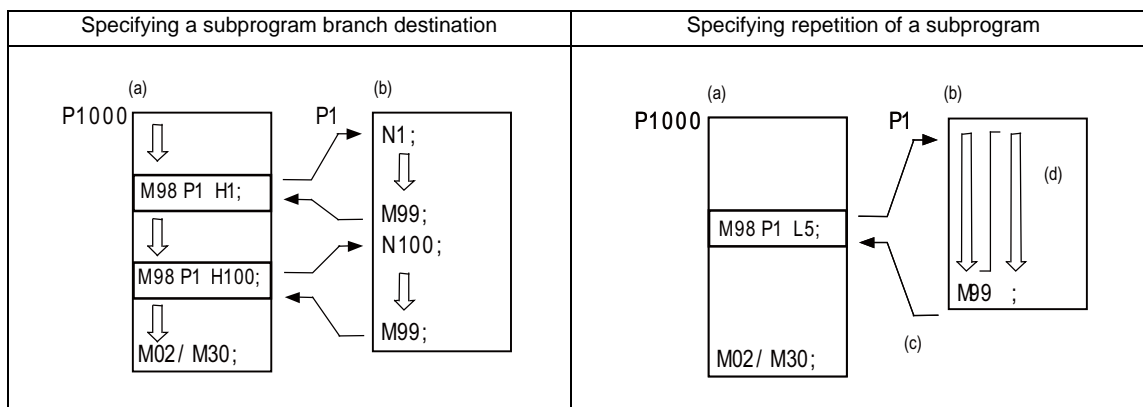 Specifying a subprogram branch destination
Specifying repetition of a subprogram
(a)
(b)
P1000
P1
N1;
M98 P1 H1;
M99;
N100;
M98 P1 H100;
M99;
M02/ M30;
(a)
(b)
P1000
P1
(d)
M98 P1 L5;
M99 ;
(c)
M02/ M30;